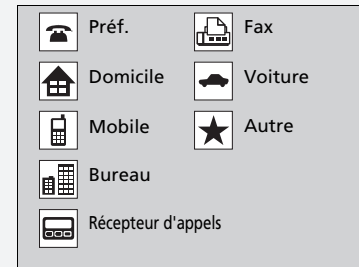 Préf.
Fax
Domicile
Voiture
Mobile
Autre
Bureau
Récepteur d'appels